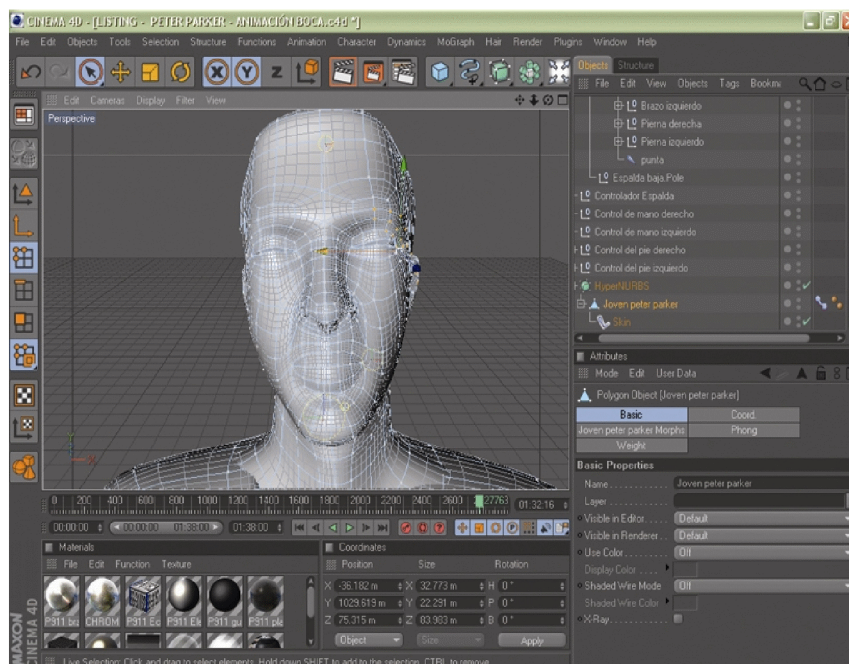 CINEMA 4D - [LISTING - PETER PARKER - ANIMACIÓN BOCA.c4d *]
File Edit Objects Tools Selection Structure Functions Animation Character Dynamics MoGraph Hair Render Plugins Window Help
Objects Structure
File Edit View Objects Tags Bookm
Edit Cameras Display Filter View
Perspective
Brazo izquierdo
Pierna derecha
Pierna izquierdo
punta
Espalda baja.Pole
Controlador Espalda
Control de mano derecho
Control de mano izquierdo
Control del pie derecho
Control del pie izquierdo
HyperNURBS
Joven peter parker
Skin
Attributes
Mode Edit User Data
Polygon Object [Joven peter parker]
Basic Coord.
Joven peter parker Morphs Phong
Weight
Basic Properties
Name Joven peter parker
Layer
Visible in Editor Default
Visible in Renderer Default
Use Color Off
Display Color
Shaded Wire Mode Off
Shaded Wire Color
X-Ray
0 200 400 600 800 1000 1200 1400 1600 1800 2000 2200 2400 2600 27763 01:32:16
00:00:00 00:00:00 01:38:00 01:38:00
Materials
File Edit Function Texture
P911 bra CHROM P911 Ec P911 Ele P911 gu P911 pla
Coordinates
Position Size Rotation
X -36.182 m X 32.773 m H 0 °
Y 1029.619 m Y 22.291 m P 0 °
Z 75.315 m Z 83.983 m B 0 °
Object Size Apply
MAXON
CINEMA 4D
Live Selection: Click and drag to select elements. Hold down SHIFT to add to the selection, CTRL to remove.